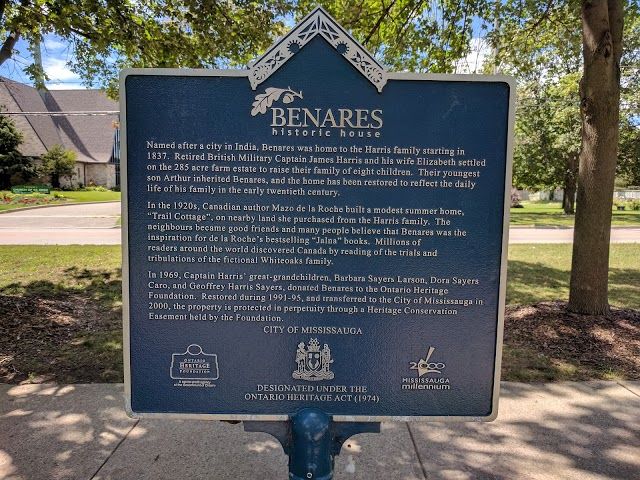 BENARES
historic house
Named after a city in India, Benares was home to the Harris family starting in
1837. Retired British Military Captain James Harris and his wife Elizabeth settled
on the 285 acre farm estate to raise their family of eight children. Their youngest
son Arthur inherited Benares, and the home has been restored to reflect the daily
life of his family in the early twentieth century.
In the 1920s, Canadian author Mazo de la Roche built a modest summer home,
"Trail Cottage", on nearby land she purchased from the Harris family. The
neighbours became good friends and many people believe that Benares was the
inspiration for de la Roche's bestselling "Jalna" books. Millions of
readers around the world discovered Canada by reading of the trials and
tribulations of the fictional Whiteoaks family.
In 1969, Captain Harris' great-grandchildren, Barbara Sayers Larson, Dora Sayers
Caro, and Geoffrey Harris Sayers, donated Benares to the Ontario Heritage
Foundation. Restored during 1991-95, and transferred to the City of Mississauga in
2000, the property is protected in perpetuity through a Heritage Conservation
Easement held by the Foundation.
CITY OF MISSISSAUGA
ONTARIO
HERITAGE
FOUNDATION
2000
MISSISSAUGA
millennium
DESIGNATED UNDER THE
ONTARIO HERITAGE ACT (1974)